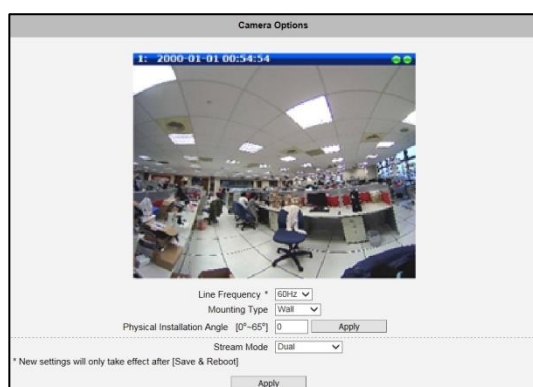 Camera Options
1: 2000-01-01 00:54:54
Line Frequency * 60Hz
Mounting Type Wall
Physical Installation Angle [0°~65°] 0 Apply
Stream Mode Dual
* New settings will only take effect after [Save & Reboot]
Apply